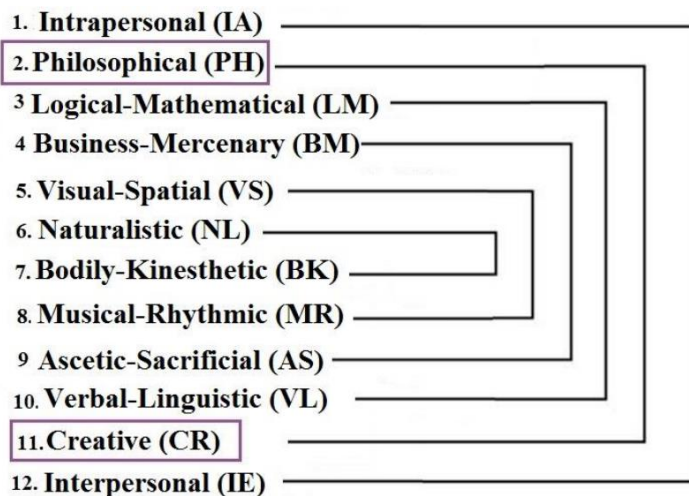 1. Intrapersonal (IA)
2. Philosophical (PH)
3 Logical-Mathematical (LM)
4 Business-Mercenary (BM)
5. Visual-Spatial (VS)
6. Naturalistic (NL)
7. Bodily-Kinesthetic (BK)
8. Musical-Rhythmic (MR)
9 Ascetic-Sacrificial (AS)
10. Verbal-Linguistic (VL)
11. Creative (CR)
12. Interpersonal (IE)